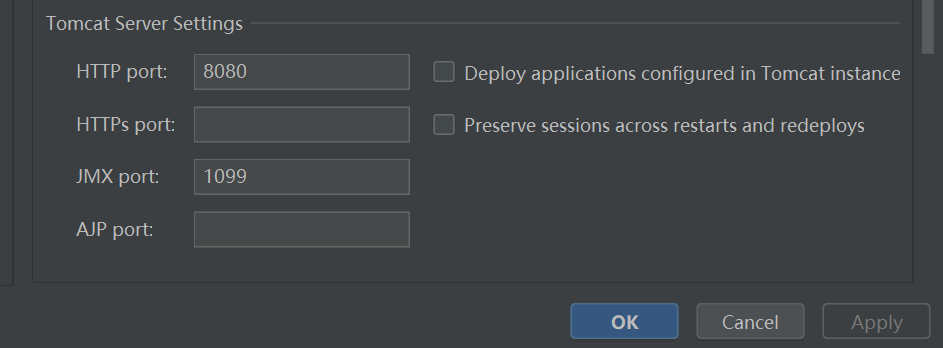 Tomcat Server Settings
HTTP port: 8080 Deploy applications configured in Tomcat instance
HTTPs port: Preserve sessions across restarts and redeploys
JMX port: 1099
AJP port:
OK Cancel Apply